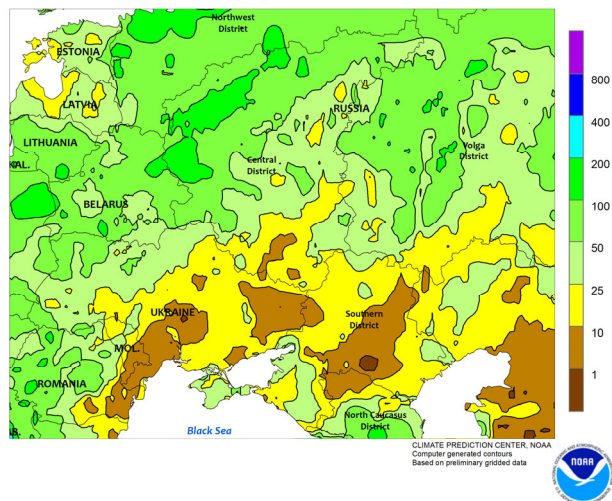 Northwest
District
ESTONIA
LATVIA
RUSSIA
LITHUANIA
Central
District
Volga
District
BELARUS
UKRAINE
Southern
District
MOL.
ROMANIA
North Caucasus
District
Black Sea
800
400
200
100
50
25
10
1
CLIMATE PREDICTION CENTER, NOAA
Computer generated contours
Based on preliminary gridded data
NOAA